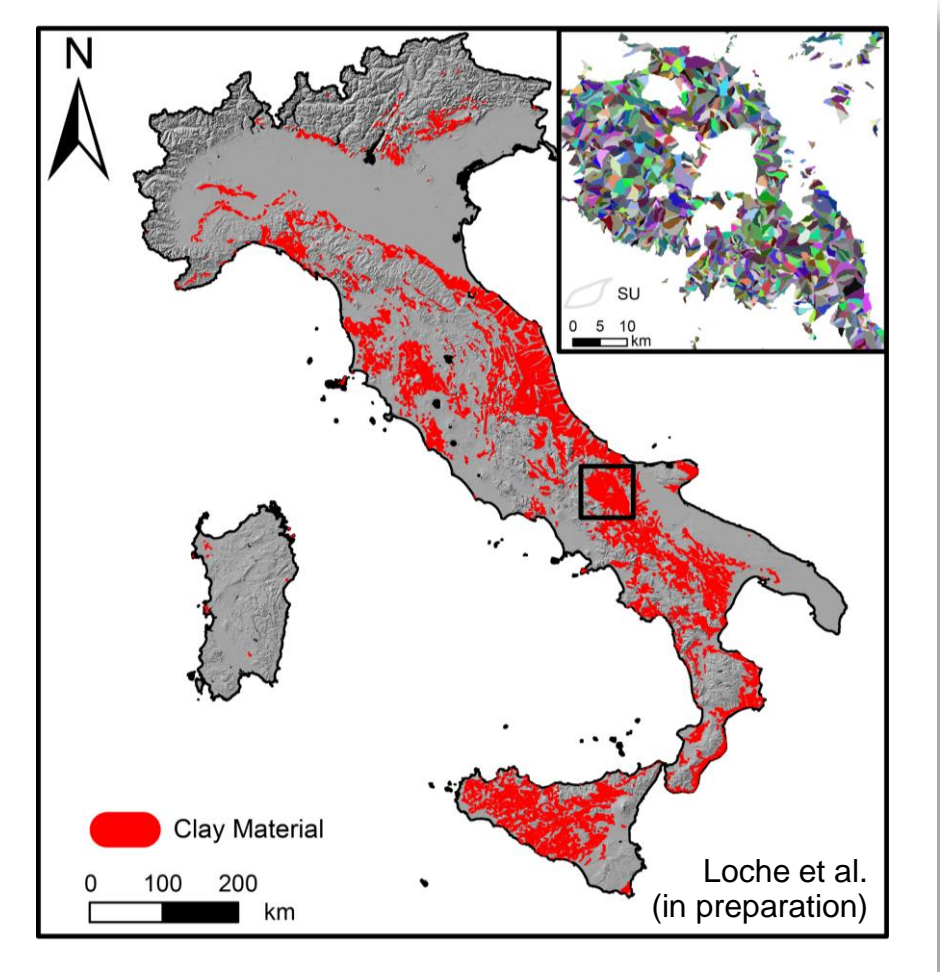 N
SU
0 5 10
km
Clay Material
0 100 200
km
Loche et al.
(in preparation)